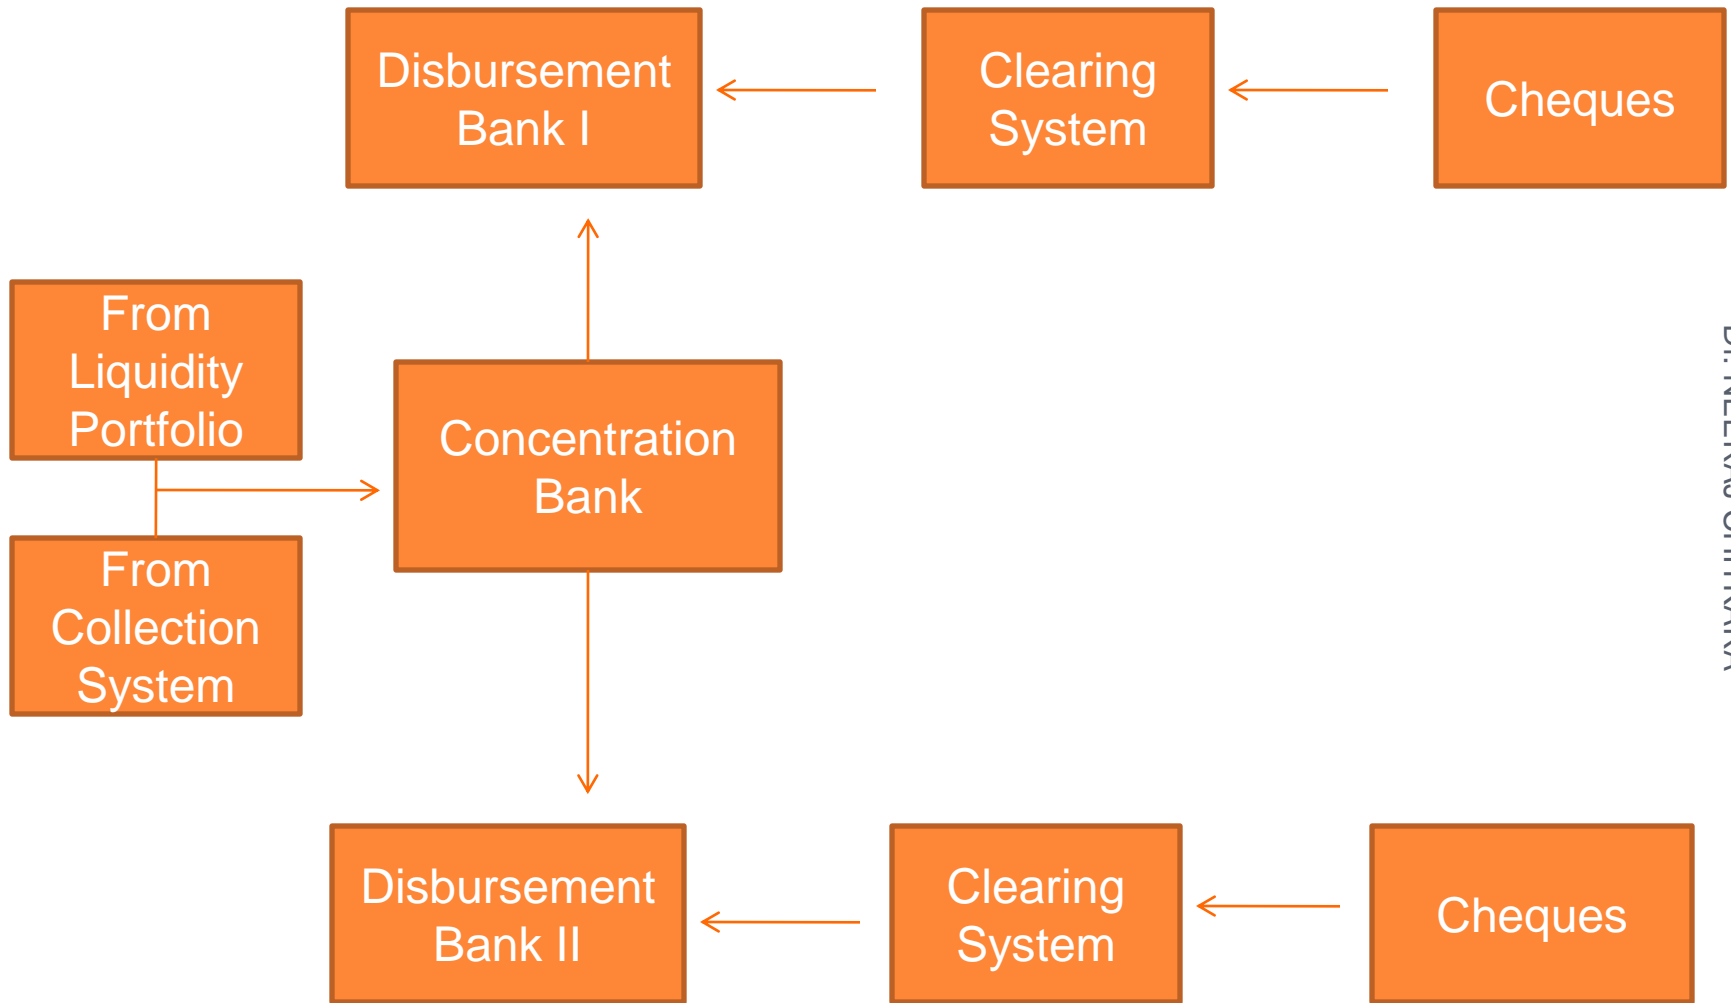 Disbursement
Bank I
Clearing
System
Cheques
From
Liquidity
Portfolio
Concentration
Bank
From
Collection
System
Disbursement
Bank II
Clearing
System
Cheques